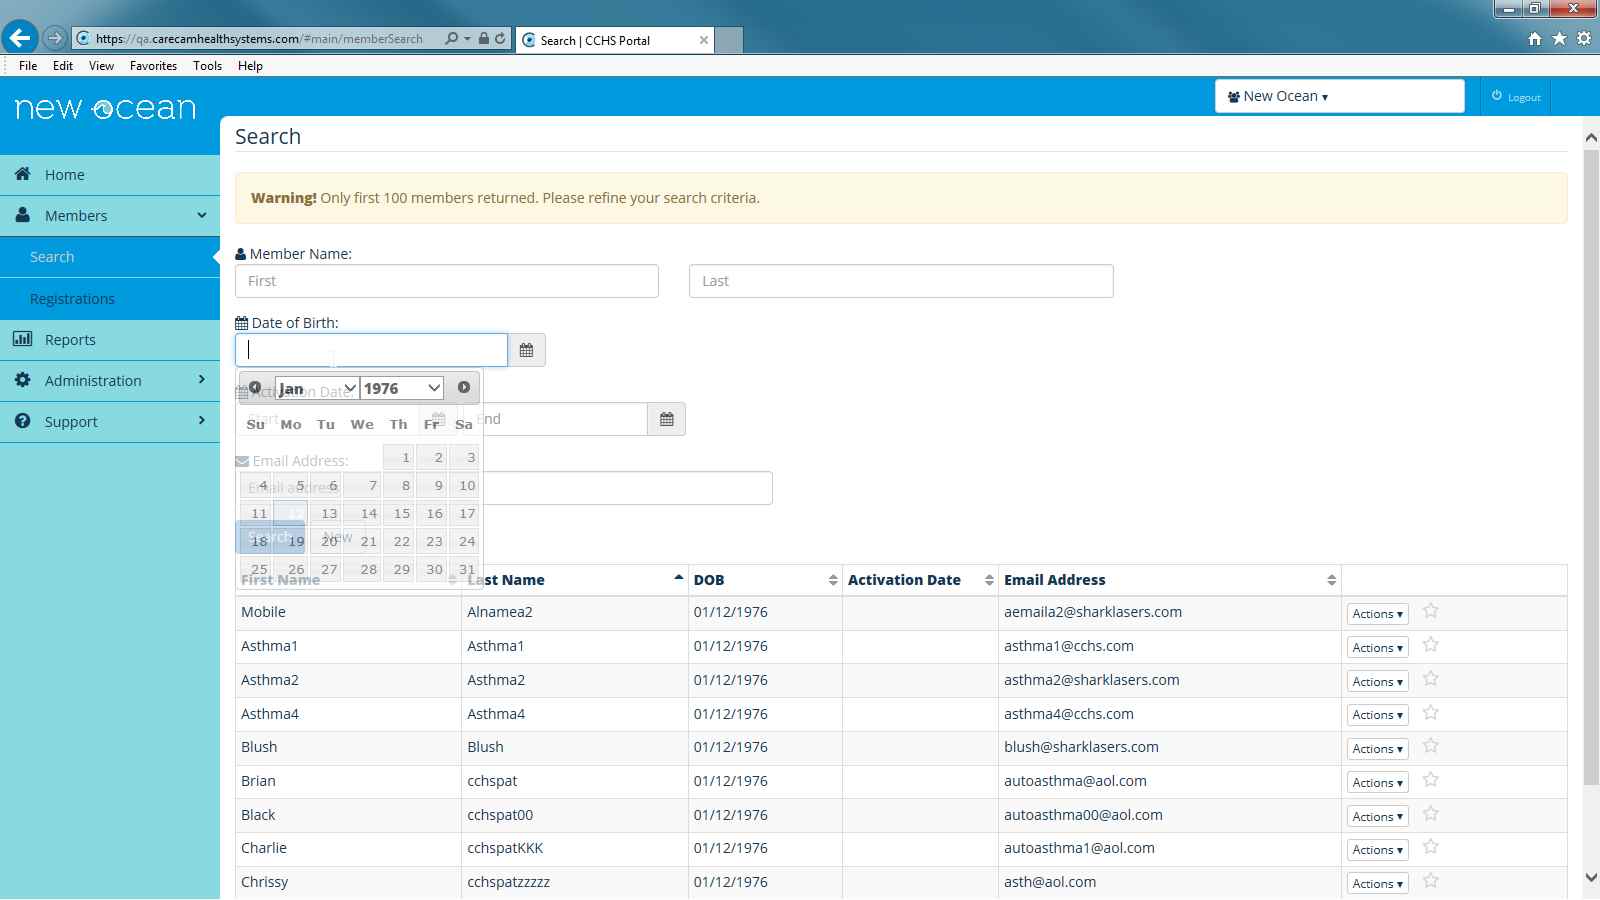 https://qa.carecamhealthsystems.com/#main/memberSearch
Search | CCHS Portal
File Edit View Favorites Tools Help
new ocean
New Ocean ▾
Logout
Home
Members
Search
Registrations
Reports
Administration
Support
Search
Warning! Only first 100 members returned. Please refine your search criteria.
Member Name:
First Last
Date of Birth:
Jan 1976
Activation Date:
Start End
Su Mo Tu We Th Fr Sa
1 2 3
Email Address:
4 5 6 7 8 9 10
Email address
11 12 13 14 15 16 17
Search New
18 19 20 21 22 23 24
25 26 27 28 29 30 31
First Name Last Name DOB Activation Date Email Address
Mobile Alnamea2 01/12/1976 aemaila2@sharklasers.com Actions ▾
Asthma1 Asthma1 01/12/1976 asthma1@cchs.com Actions ▾
Asthma2 Asthma2 01/12/1976 asthma2@sharklasers.com Actions ▾
Asthma4 Asthma4 01/12/1976 asthma4@cchs.com Actions ▾
Blush Blush 01/12/1976 blush@sharklasers.com Actions ▾
Brian cchspat 01/12/1976 autoasthma@aol.com Actions ▾
Black cchspat00 01/12/1976 autoasthma00@aol.com Actions ▾
Charlie cchspatKKK 01/12/1976 autoasthma1@aol.com Actions ▾
Chrissy cchspatzzzzz 01/12/1976 asth@aol.com Actions ▾